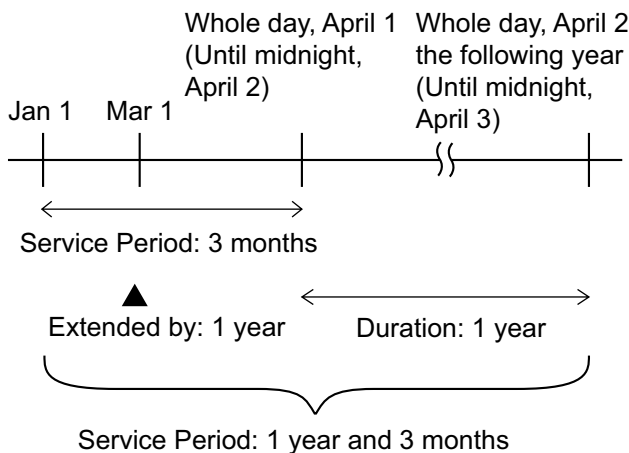 Whole day, April 1
(Until midnight,
April 2)
Whole day, April 2
the following year
(Until midnight,
April 3)
Jan 1
Mar 1
Service Period: 3 months
Extended by: 1 year
Duration: 1 year
Service Period: 1 year and 3 months